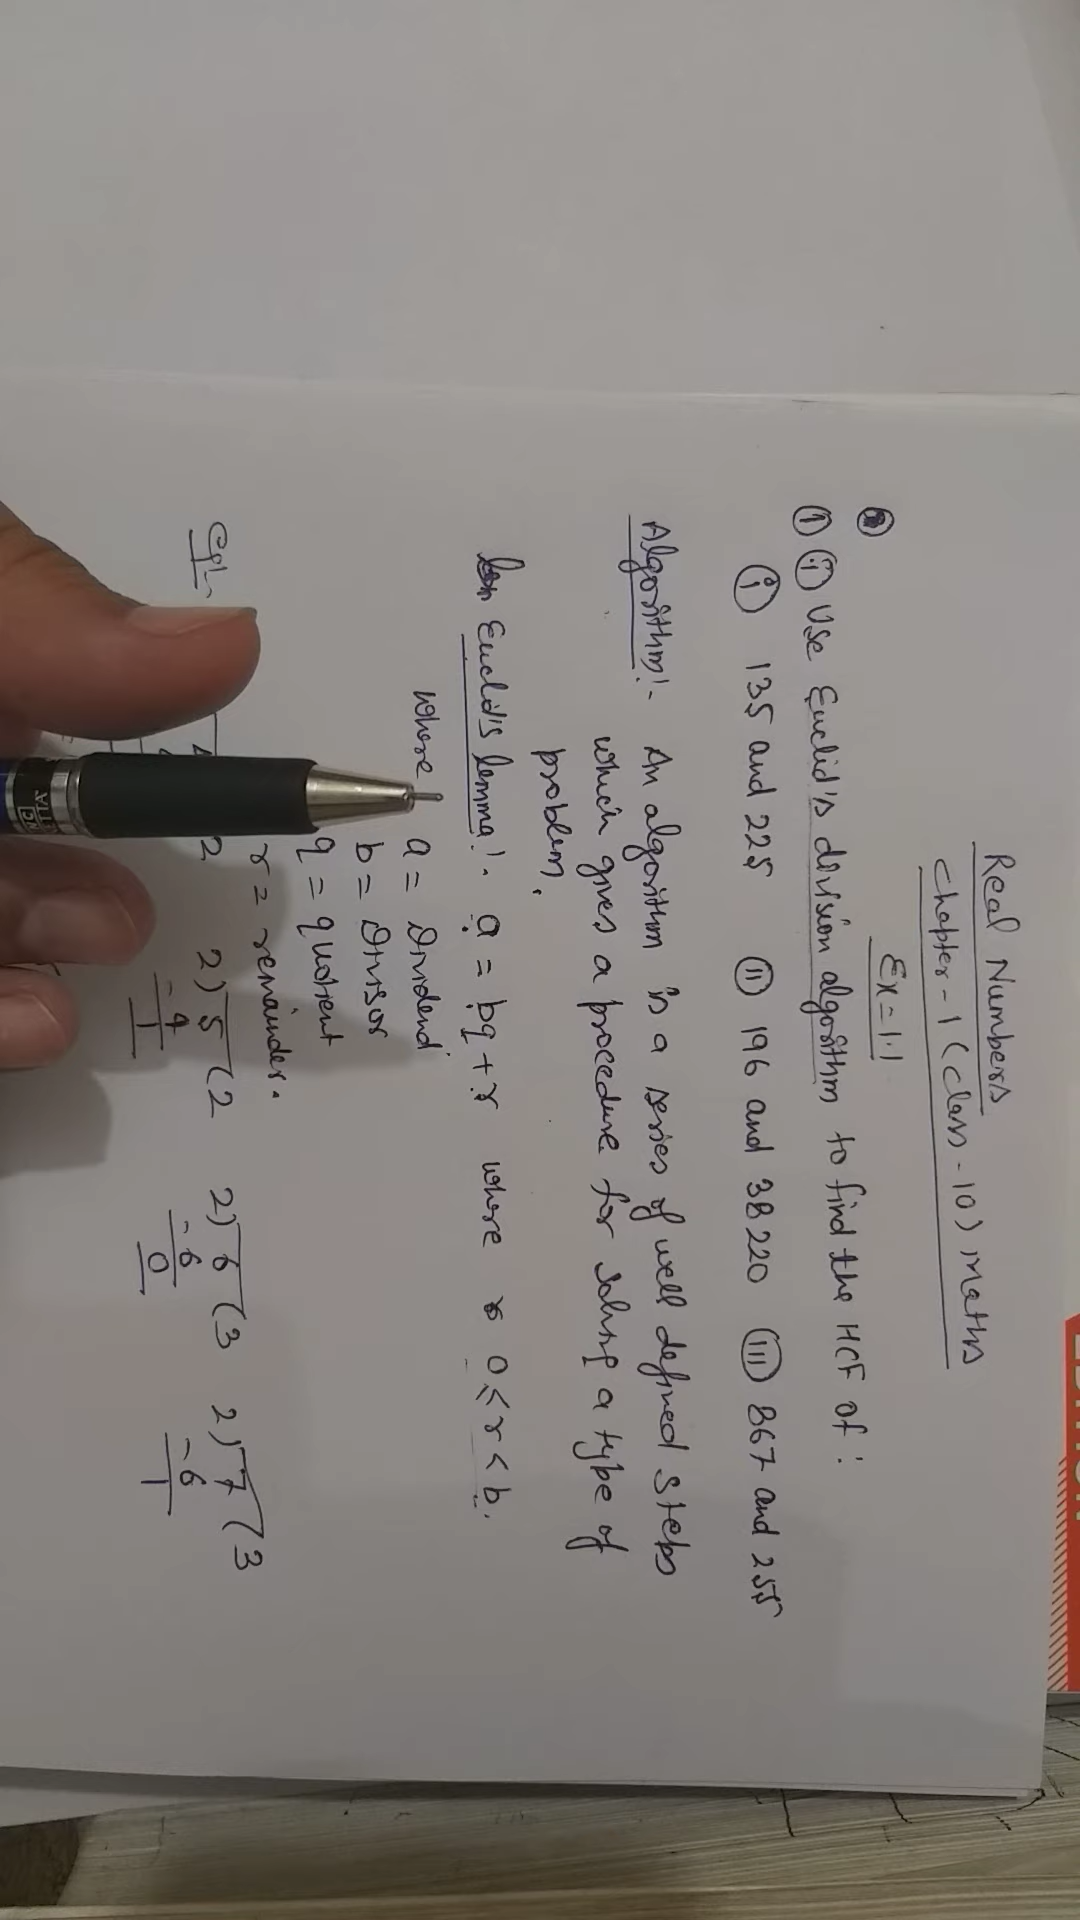 Real Numbers
Chapter-1 (Class-10) Maths
Ex-1.1
① ① Use Euclid's division algorithm to find the HCF of :
ⓘ 135 and 225 ⓘⓘ 196 and 38220 ⓘⓘⓘ 867 and 255
Algorithm:- An algorithm is a series of well defined steps
which gives a procedure for solving a type of
problem.
Euclid's lemma:- a = bq + r where 0 ≤ r < b.
where a = Dividend
b = Divisor
q = quotient
r = remainder.
2 2)5(2 2)6(3 2)7(3
-4 -6 -6
1 0 1